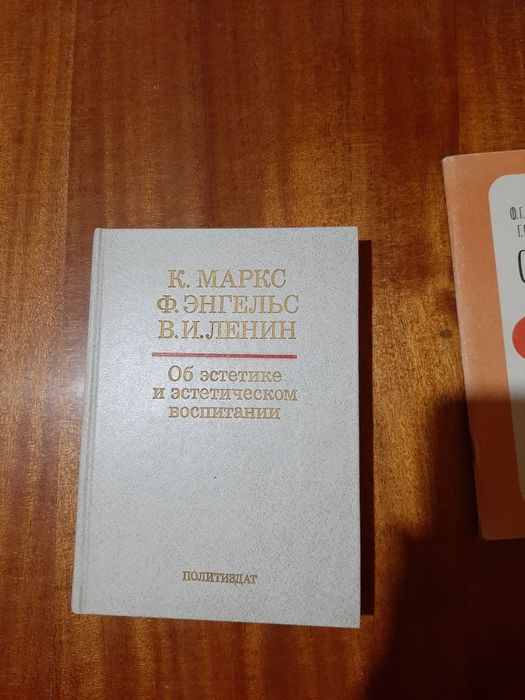 К. МАРКС
Ф. ЭНГЕЛЬС
В.И. ЛЕНИН
Об эстетике
и эстетическом
воспитании
ПОЛИТИЗДАТ
Ф.Г.